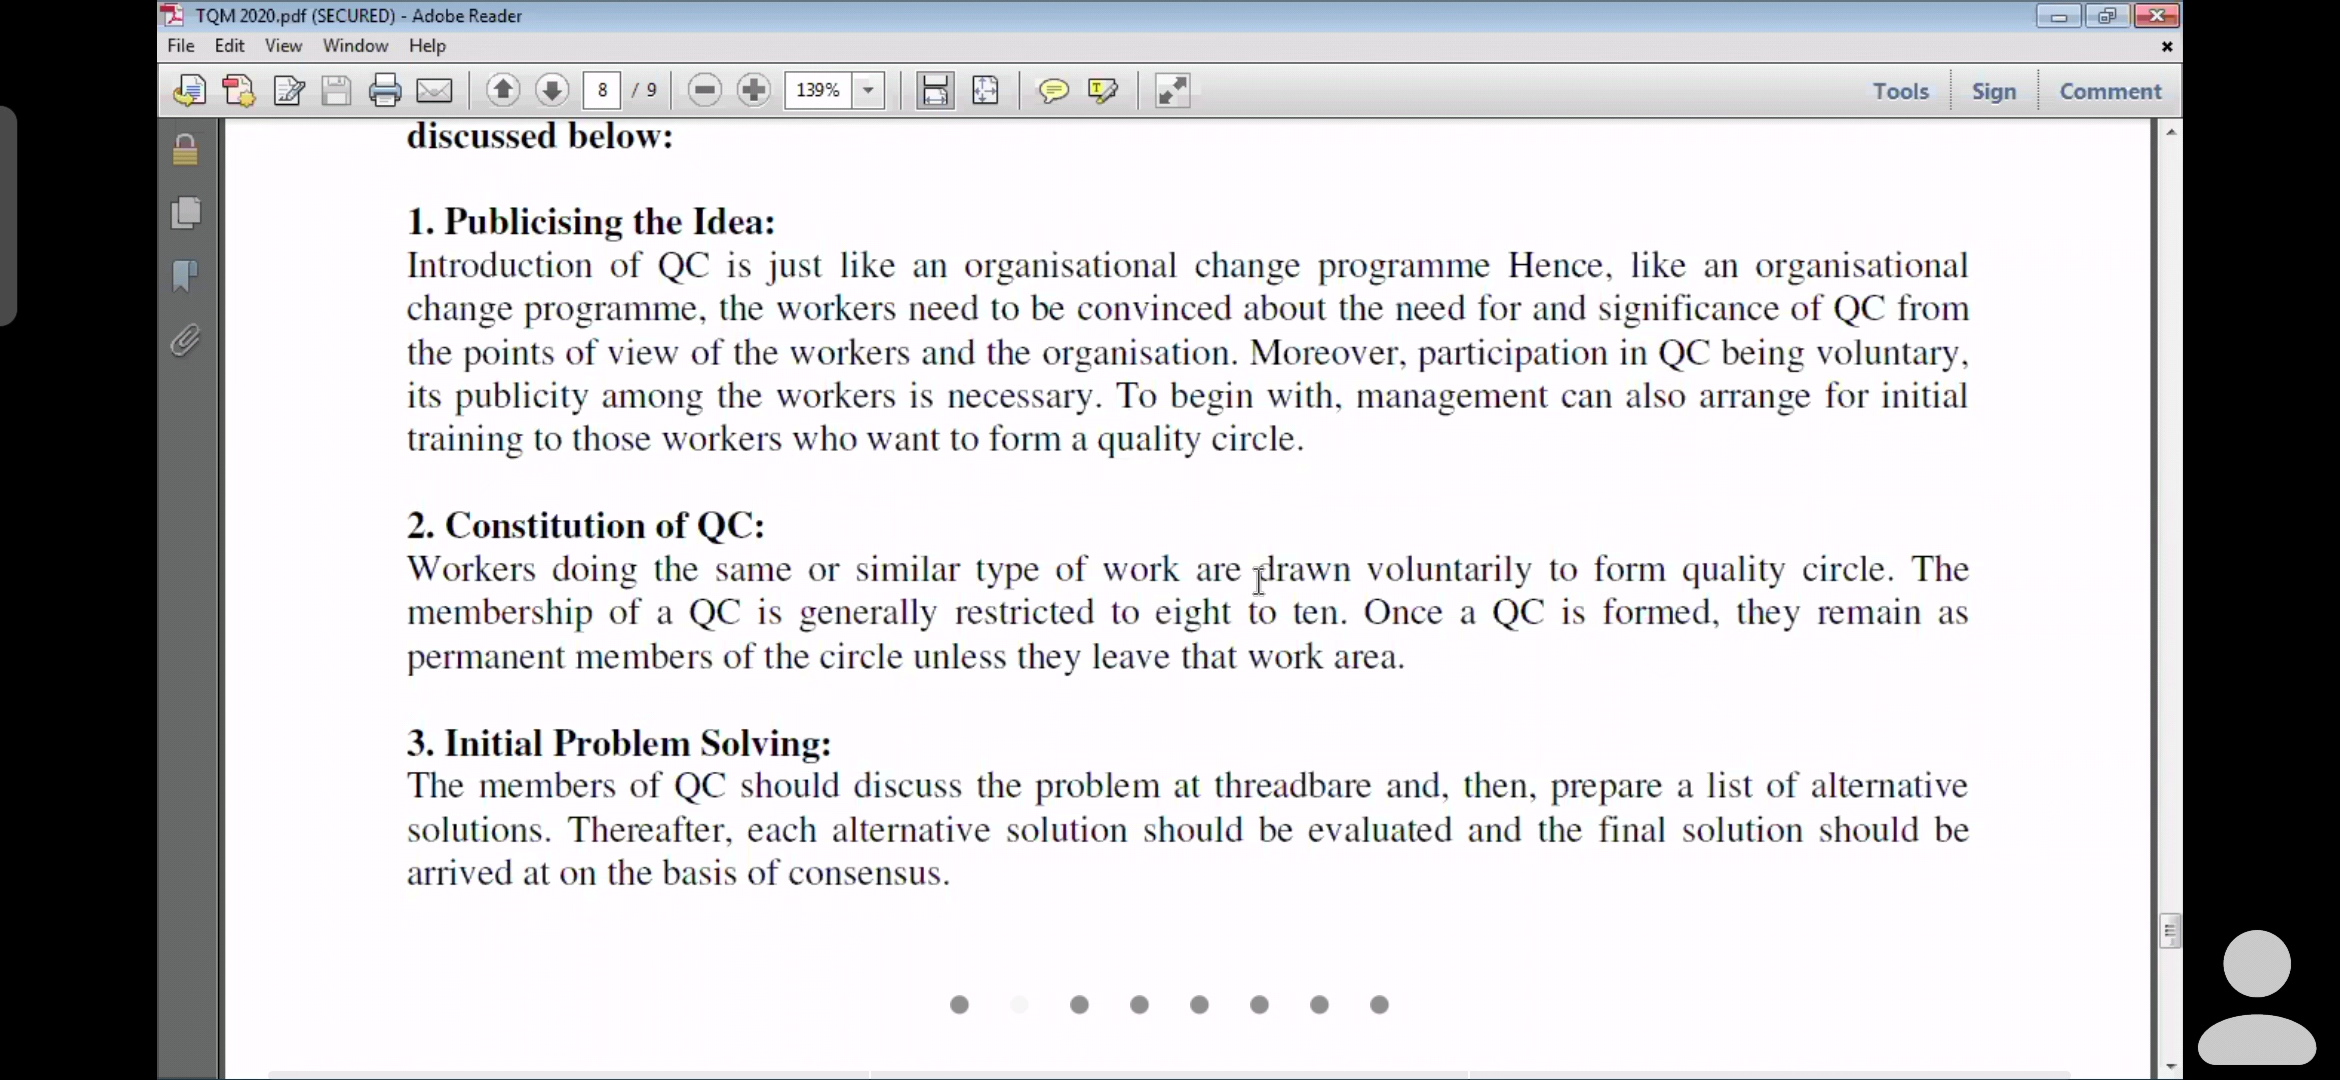 TQM 2020.pdf (SECURED) - Adobe Reader
File Edit View Window Help
8 / 9 139% Tools Sign Comment
discussed below:
1. Publicising the Idea:
Introduction of QC is just like an organisational change programme Hence, like an organisational
change programme, the workers need to be convinced about the need for and significance of QC from
the points of view of the workers and the organisation. Moreover, participation in QC being voluntary,
its publicity among the workers is necessary. To begin with, management can also arrange for initial
training to those workers who want to form a quality circle.
2. Constitution of QC:
Workers doing the same or similar type of work are drawn voluntarily to form quality circle. The
membership of a QC is generally restricted to eight to ten. Once a QC is formed, they remain as
permanent members of the circle unless they leave that work area.
3. Initial Problem Solving:
The members of QC should discuss the problem at threadbare and, then, prepare a list of alternative
solutions. Thereafter, each alternative solution should be evaluated and the final solution should be
arrived at on the basis of consensus.